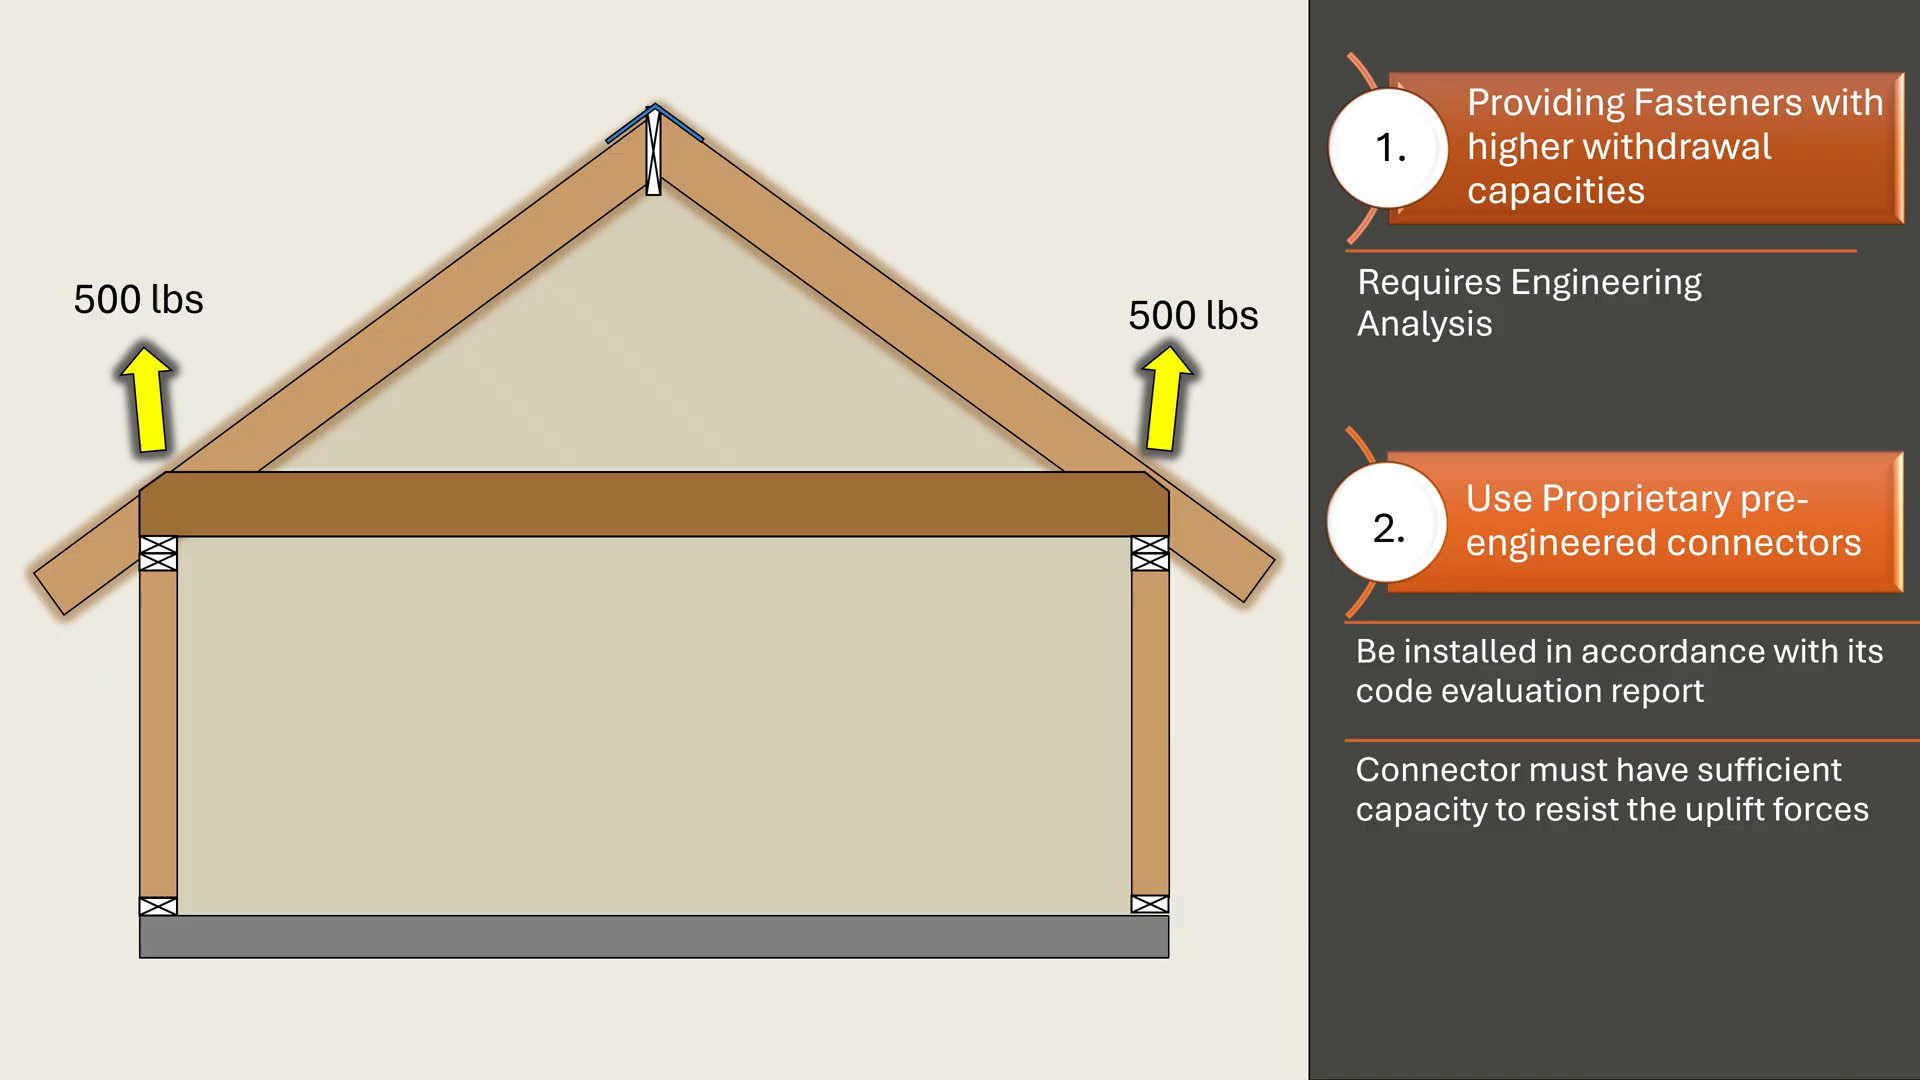 500 lbs
500 lbs
1.
Providing Fasteners with
higher withdrawal
capacities
Requires Engineering
Analysis
2.
Use Proprietary pre-
engineered connectors
Be installed in accordance with its
code evaluation report
Connector must have sufficient
capacity to resist the uplift forces